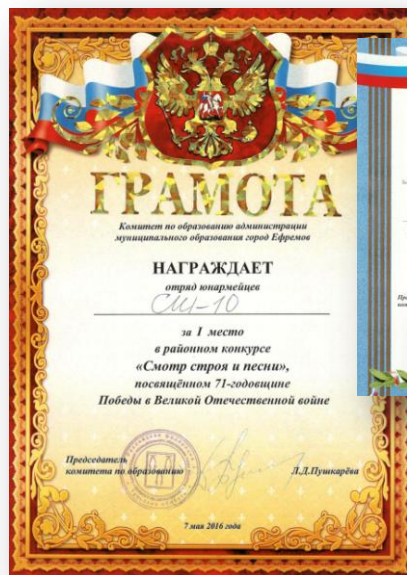 ГРАМОТА
Комитет по образованию администрации
муниципального образования город Ефремов
НАГРАЖДАЕТ
отряд юнармейцев
СШ-10
за I место
в районном конкурсе
«Смотр строя и песни»,
посвящённом 71-годовщине
Победы в Великой Отечественной войне
Председатель
комитета по образованию Л.Д.Пушкарёва
7 мая 2016 года